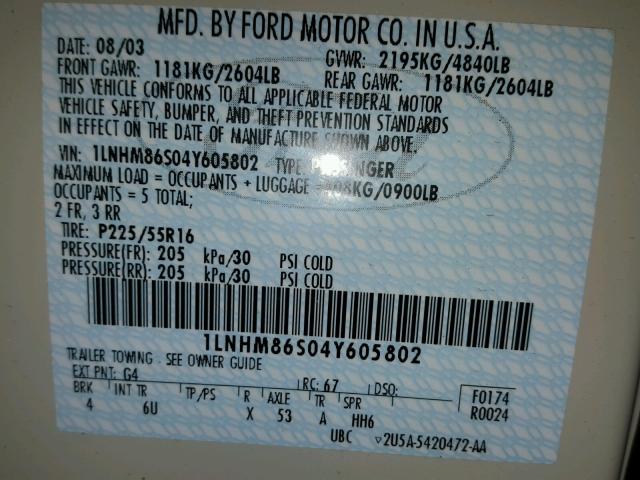 MFD. BY FORD MOTOR CO. IN U.S.A.
DATE: 08/03 GVWR: 2195KG/4840LB
FRONT GAWR: 1181KG/2604LB REAR GAWR: 1181KG/2604LB
THIS VEHICLE CONFORMS TO ALL APPLICABLE FEDERAL MOTOR
VEHICLE SAFETY, BUMPER, AND THEFT PREVENTION STANDARDS
IN EFFECT ON THE DATE OF MANUFACTURE SHOWN ABOVE.
VIN: 1LNHM86S04Y605802 TYPE:
MAXIMUM LOAD = OCCUPANTS + LUGGAGE = 408KG/0900LB
OCCUPANTS = 5 TOTAL;
2 FR, 3 RR
TIRE: P225/55R16
PRESSURE(FR): 205 kPa/30 PSI COLD
PRESSURE(RR): 205 kPa/30 PSI COLD
1LNHM86S04Y605802
TRAILER TOWING - SEE OWNER GUIDE
EXT PNT: G4 RC: 67 DSO: F0174
BRK INT TR TP/PS R AXLE TR SPR R0024
4 6U X 53 A HH6
UBC ▽2U5A-5420472-AA